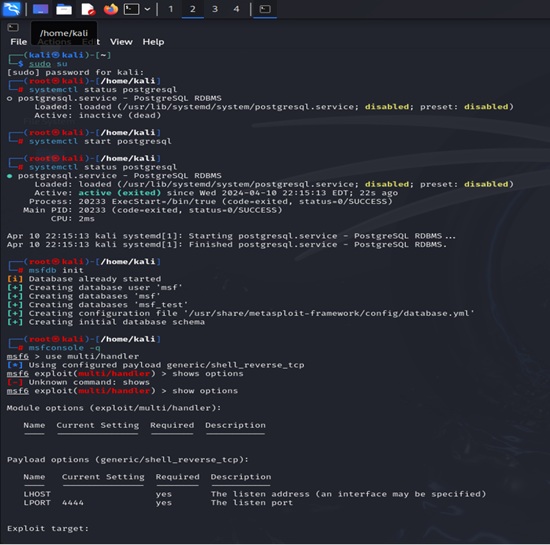 1 2 3 4
/home/kali
File Actions Edit View Help
(kali㉿kali)-[~]
$ sudo su
[sudo] password for kali:
(root㉿kali)-[/home/kali]
# systemctl status postgresql
○ postgresql.service - PostgreSQL RDBMS
Loaded: loaded (/usr/lib/systemd/system/postgresql.service; disabled; preset: disabled)
Active: inactive (dead)
(root㉿kali)-[/home/kali]
# systemctl start postgresql
(root㉿kali)-[/home/kali]
# systemctl status postgresql
● postgresql.service - PostgreSQL RDBMS
Loaded: loaded (/usr/lib/systemd/system/postgresql.service; disabled; preset: disabled)
Active: active (exited) since Wed 2024-04-10 22:15:13 EDT; 22s ago
Process: 20233 ExecStart=/bin/true (code=exited, status=0/SUCCESS)
Main PID: 20233 (code=exited, status=0/SUCCESS)
CPU: 2ms
Apr 10 22:15:13 kali systemd[1]: Starting postgresql.service - PostgreSQL RDBMS...
Apr 10 22:15:13 kali systemd[1]: Finished postgresql.service - PostgreSQL RDBMS.
(root㉿kali)-[/home/kali]
# msfdb init
[i] Database already started
[+] Creating database user 'msf'
[+] Creating databases 'msf'
[+] Creating databases 'msf_test'
[+] Creating configuration file '/usr/share/metasploit-framework/config/database.yml'
[+] Creating initial database schema
(root㉿kali)-[/home/kali]
# msfconsole -q
msf6 > use multi/handler
[*] Using configured payload generic/shell_reverse_tcp
msf6 exploit(multi/handler) > shows options
[-] Unknown command: shows
msf6 exploit(multi/handler) > show options
Module options (exploit/multi/handler):
Name Current Setting Required Description
Payload options (generic/shell_reverse_tcp):
Name Current Setting Required Description
LHOST yes The listen address (an interface may be specified)
LPORT 4444 yes The listen port
Exploit target: